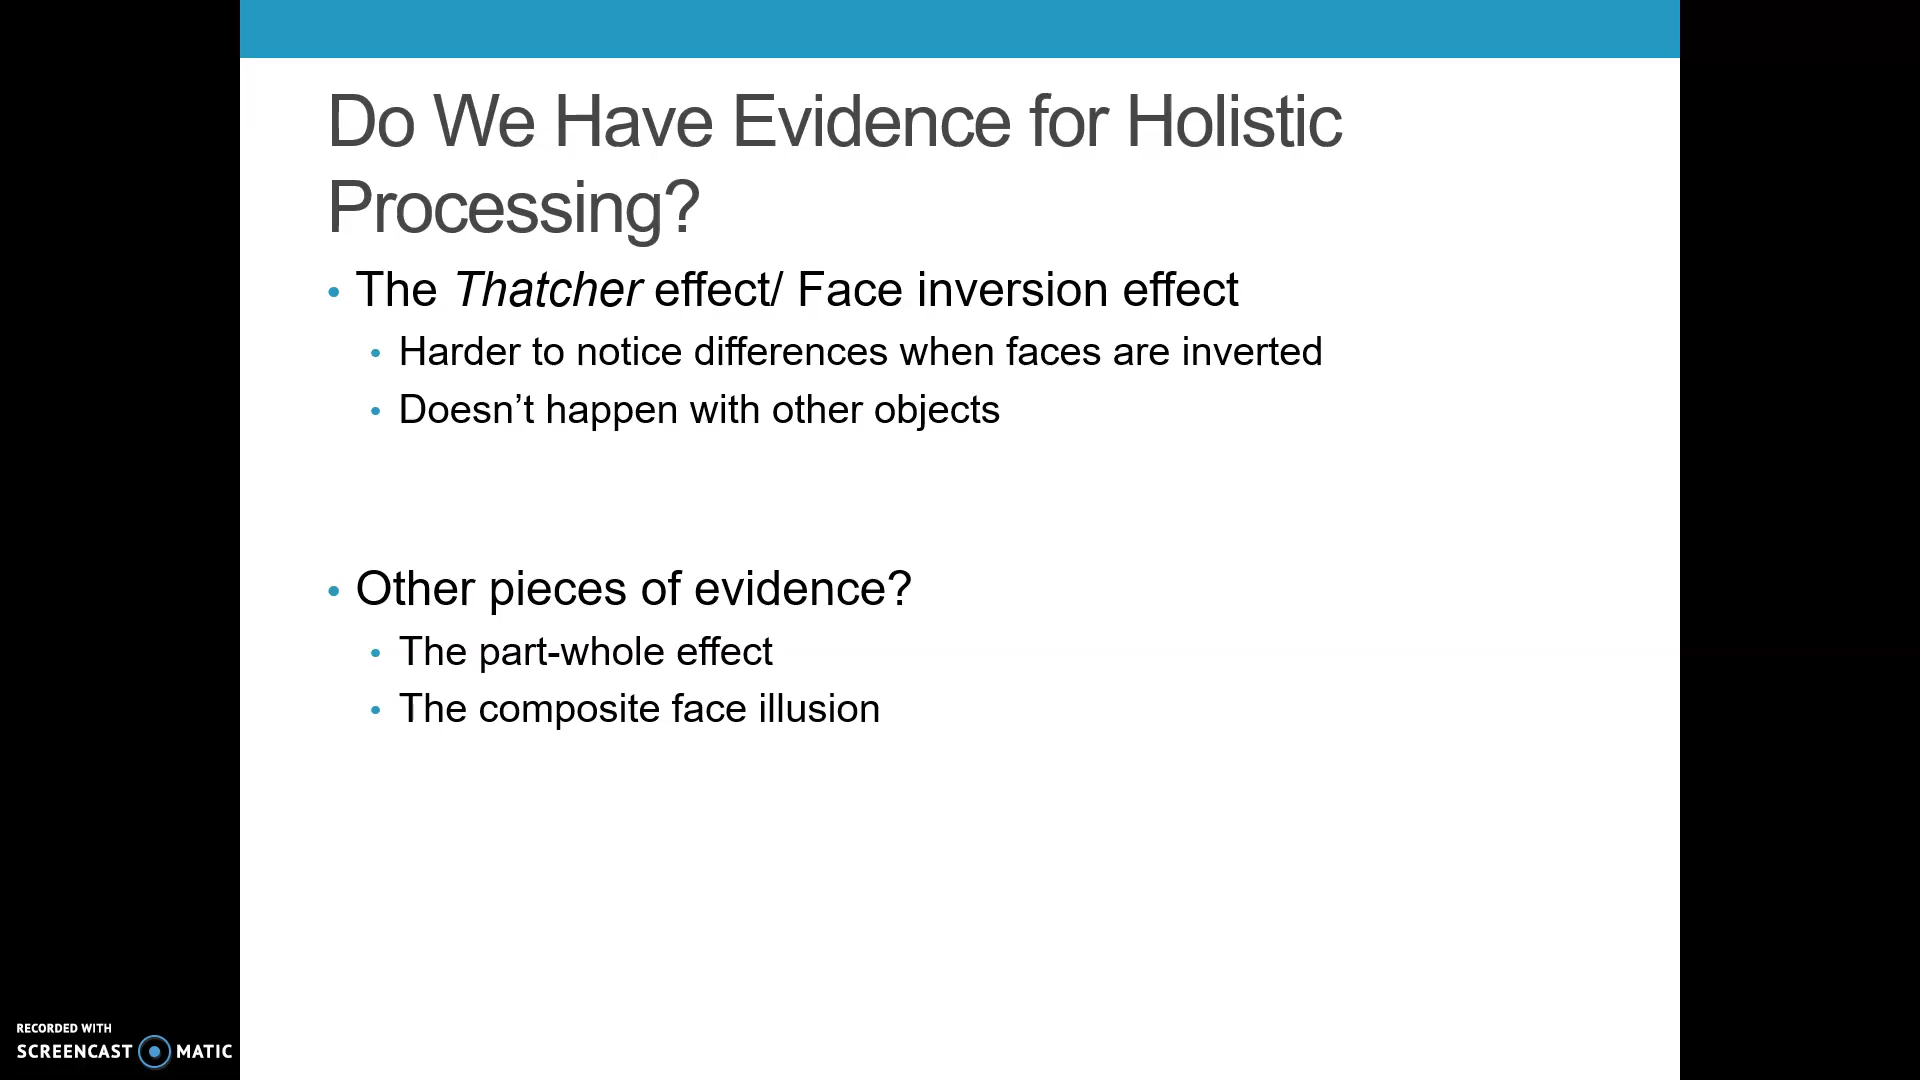 Do We Have Evidence for Holistic
Processing?
• The Thatcher effect/ Face inversion effect
• Harder to notice differences when faces are inverted
• Doesn’t happen with other objects
• Other pieces of evidence?
• The part-whole effect
• The composite face illusion
RECORDED WITH
SCREENCAST MATIC